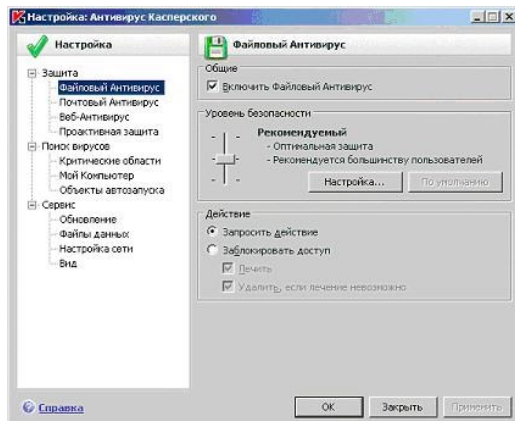 Настройка: Антивирус Касперского
Настройка
Защита
Файловый Антивирус
Почтовый Антивирус
Веб-Антивирус
Проактивная защита
Поиск вирусов
Критические области
Мой Компьютер
Объекты автозапуска
Сервис
Обновление
Файлы данных
Настройка сети
Вид
Справка
Файловый Антивирус
Общие
Включить Файловый Антивирус
Уровень безопасности
Рекомендуемый
- Оптимальная защита
- Рекомендуется большинству пользователей
Настройка... По умолчанию
Действие
Запросить действие
Заблокировать доступ
Лечить
Удалить, если лечение невозможно
ОК Закрыть Применить